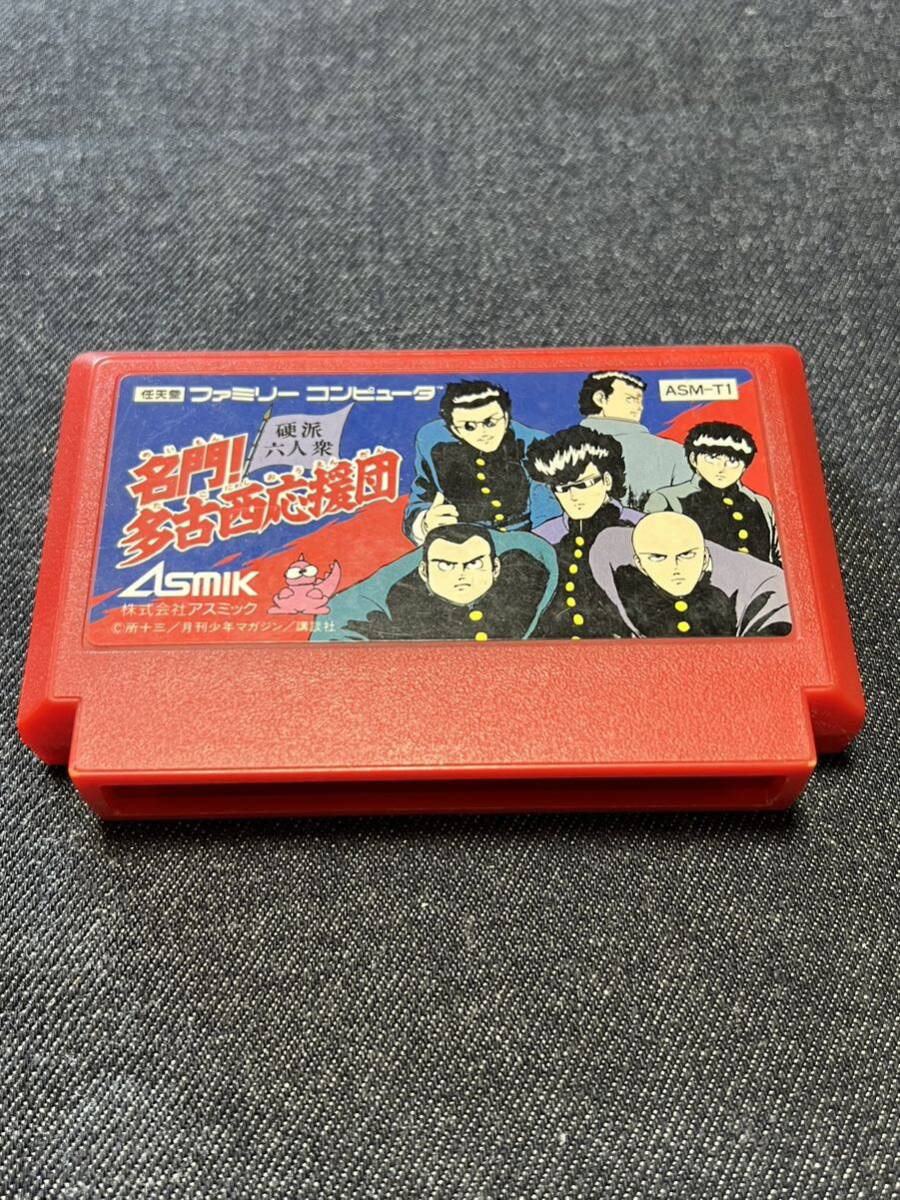 任天堂 ファミリー コンピュータ™
ASM-T1
硬派
六人衆
名門!
多古西応援団
ASMIK
株式会社アスミック
©所十三/月刊少年マガジン/講談社